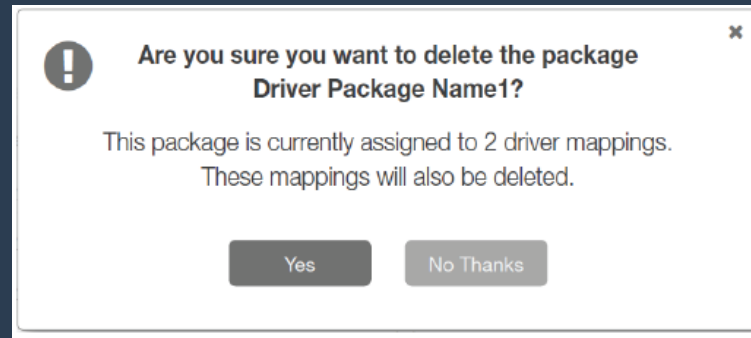 Are you sure you want to delete the package
Driver Package Name1?
This package is currently assigned to 2 driver mappings.
These mappings will also be deleted.
Yes
No Thanks